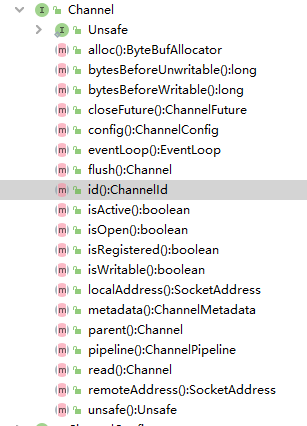 Channel
Unsafe
alloc():ByteBufAllocator
bytesBeforeUnwritable():long
bytesBeforeWritable():long
closeFuture():ChannelFuture
config():ChannelConfig
eventLoop():EventLoop
flush():Channel
id():ChannelId
isActive():boolean
isOpen():boolean
isRegistered():boolean
isWritable():boolean
localAddress():SocketAddress
metadata():ChannelMetadata
parent():Channel
pipeline():ChannelPipeline
read():Channel
remoteAddress():SocketAddress
unsafe():Unsafe